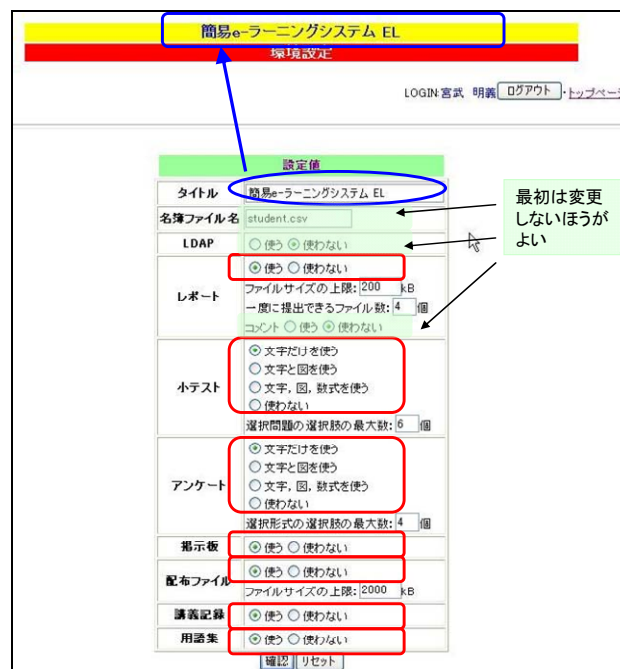 簡易e-ラーニングシステム EL
環境設定
LOGIN:宮武 明義 ログアウト・トップページ
設定値
タイトル 簡易e-ラーニングシステム EL
名簿ファイル名 student.csv
LDAP ○使う ◉使わない
最初は変更
しないほうが
よい
レポート
◉使う ○使わない
ファイルサイズの上限: 200 kB
一度に提出できるファイル数: 4 個
コメント ○使う ◉使わない
小テスト
◉文字だけを使う
○文字と図を使う
○文字, 図, 数式を使う
○使わない
選択問題の選択肢の最大数: 6 個
アンケート
◉文字だけを使う
○文字と図を使う
○文字, 図, 数式を使う
○使わない
選択形式の選択肢の最大数: 4 個
掲示板 ◉使う ○使わない
配布ファイル
◉使う ○使わない
ファイルサイズの上限: 2000 kB
講義記録 ◉使う ○使わない
用語集 ◉使う ○使わない
確認 リセット